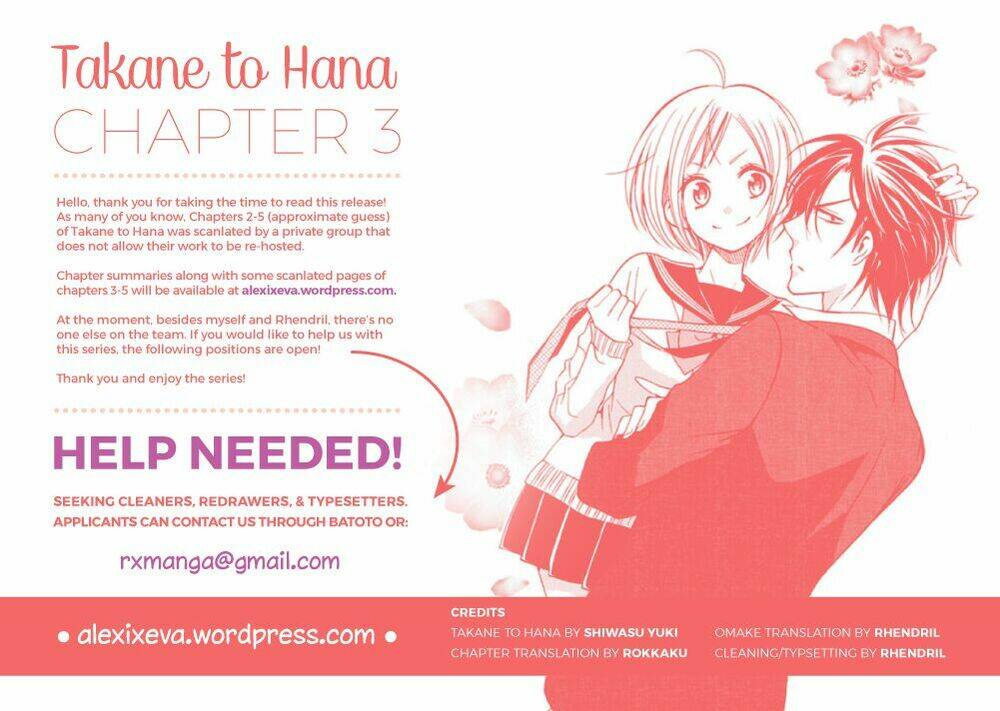 Takane to Hana
CHAPTER 3
Hello, thank you for taking the time to read this release!
As many of you know, Chapters 2-5 (approximate guess)
of Takane to Hana was scanlated by a private group that
does not allow their work to be re-hosted.
Chapter summaries along with some scanlated pages of
chapters 3-5 will be available at alexixeva.wordpress.com.
At the moment, besides myself and Rhendril, there's no
one else on the team. If you would like to help us with
this series, the following positions are open!
Thank you and enjoy the series!
HELP NEEDED!
SEEKING CLEANERS, REDRAWERS, & TYPESETTERS.
APPLICANTS CAN CONTACT US THROUGH BATOTO OR:
rxmanga@gmail.com
• alexixeva.wordpress.com •
CREDITS
TAKANE TO HANA BY SHIWASU YUKI
CHAPTER TRANSLATION BY ROKKAKU
OMAKE TRANSLATION BY RHENDRIL
CLEANING/TYPSETTING BY RHENDRIL